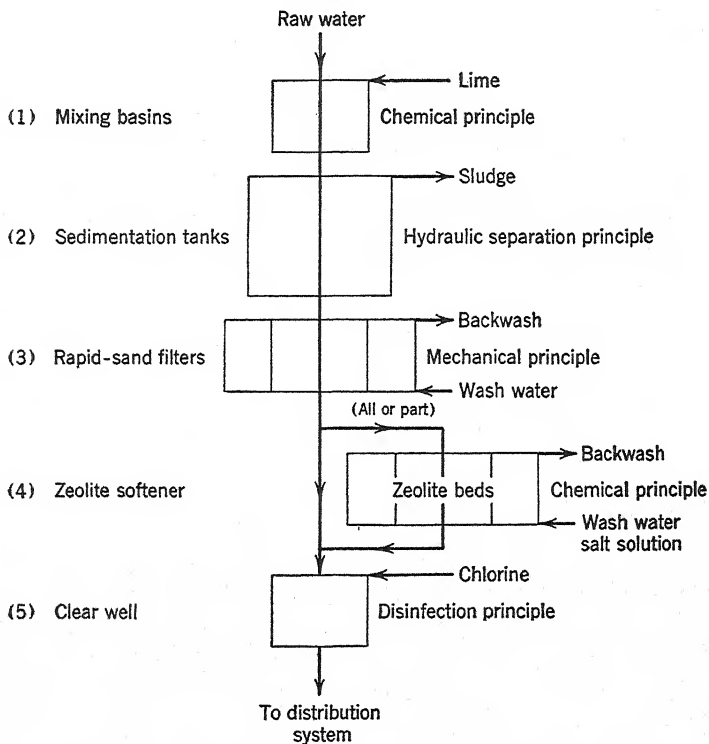 Raw water
Lime
(1) Mixing basins
Chemical principle
Sludge
(2) Sedimentation tanks
Hydraulic separation principle
Backwash
(3) Rapid-sand filters
Mechanical principle
Wash water
(All or part)
Backwash
(4) Zeolite softener
Zeolite beds
Chemical principle
Wash water
salt solution
Chlorine
(5) Clear well
Disinfection principle
To distribution
system